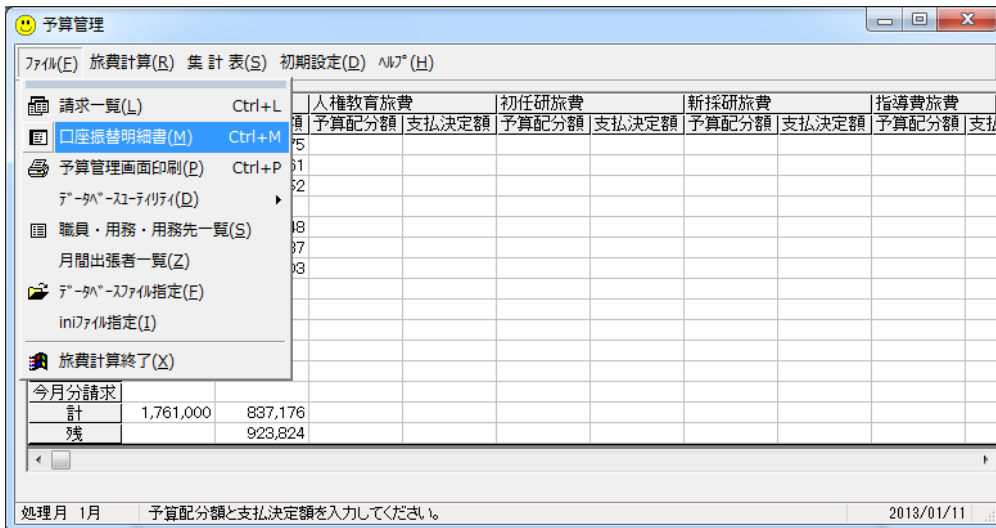 予算管理
ﾌｧｲﾙ(F) 旅費計算(R) 集 計 表(S) 初期設定(D) ﾍﾙﾌﾟ(H)
人権教育旅費 初任研旅費 新採研旅費 指導費旅費
額 予算配分額 支払決定額 予算配分額 支払決定額 予算配分額 支払決定額 予算配分額 支払
請求一覧(L) Ctrl+L
口座振替明細書(M) Ctrl+M
予算管理画面印刷(P) Ctrl+P
ﾃﾞｰﾀﾍﾞｰｽﾕｰﾃｨﾘﾃｨ(D)
職員・用務・用務先一覧(S)
月間出張者一覧(Z)
ﾃﾞｰﾀﾍﾞｰｽﾌｧｲﾙ指定(F)
iniﾌｧｲﾙ指定(I)
旅費計算終了(X)
75
61
52
48
37
03
今月分請求
計 1,761,000 837,176
残 923,824
処理月 1月 予算配分額と支払決定額を入力してください。 2013/01/11